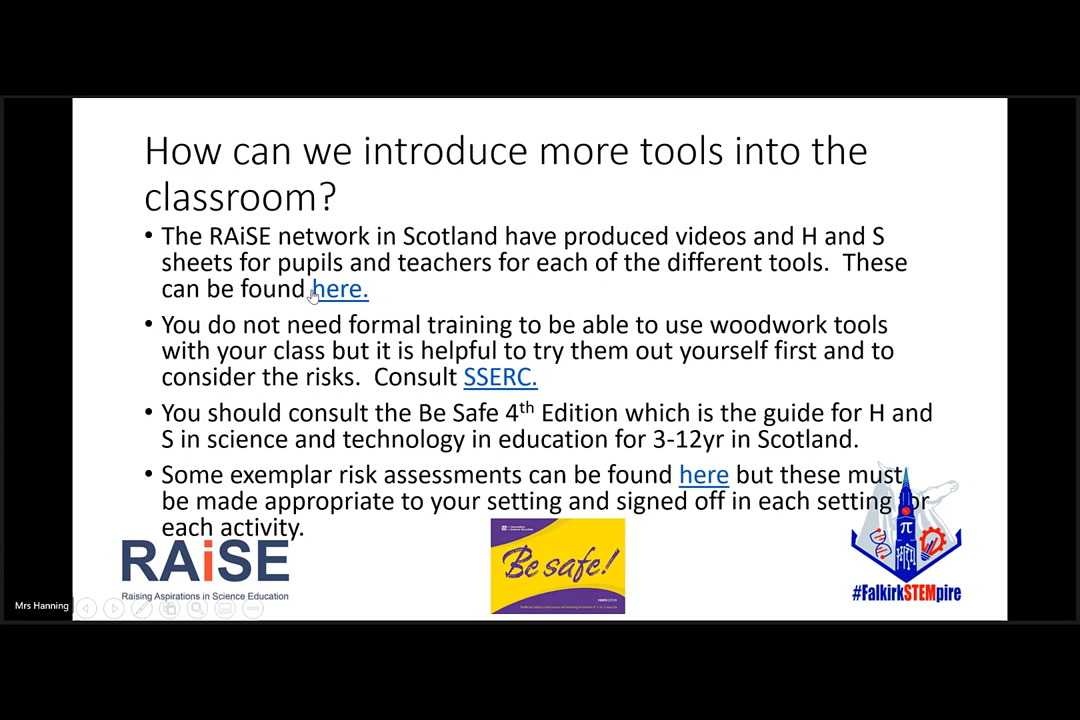 How can we introduce more tools into the
classroom?
• The RAiSE network in Scotland have produced videos and H and S
sheets for pupils and teachers for each of the different tools.  These
can be found here.
• You do not need formal training to be able to use woodwork tools
with your class but it is helpful to try them out yourself first and to
consider the risks.  Consult SSERC.
• You should consult the Be Safe 4th Edition which is the guide for H and
S in science and technology in education for 3-12yr in Scotland.
• Some exemplar risk assessments can be found here but these must
be made appropriate to your setting and signed off in each setting for
each activity.
RAiSE
Raising Aspirations in Science Education
Be safe!
π
#FalkirkSTEMpire
Mrs Hanning